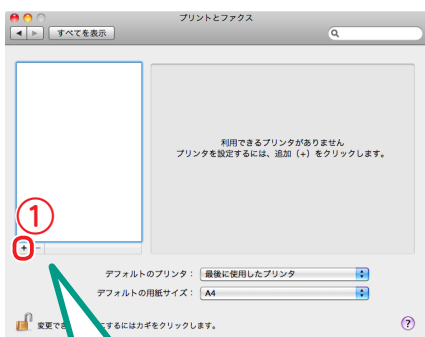 プリントとファクス
すべてを表示
利用できるプリンタがありません
プリンタを設定するには、追加（+）をクリックします。
①
+ −
デフォルトのプリンタ： 最後に使用したプリンタ
デフォルトの用紙サイズ： A4
変更で するにはカギをクリックします。
?